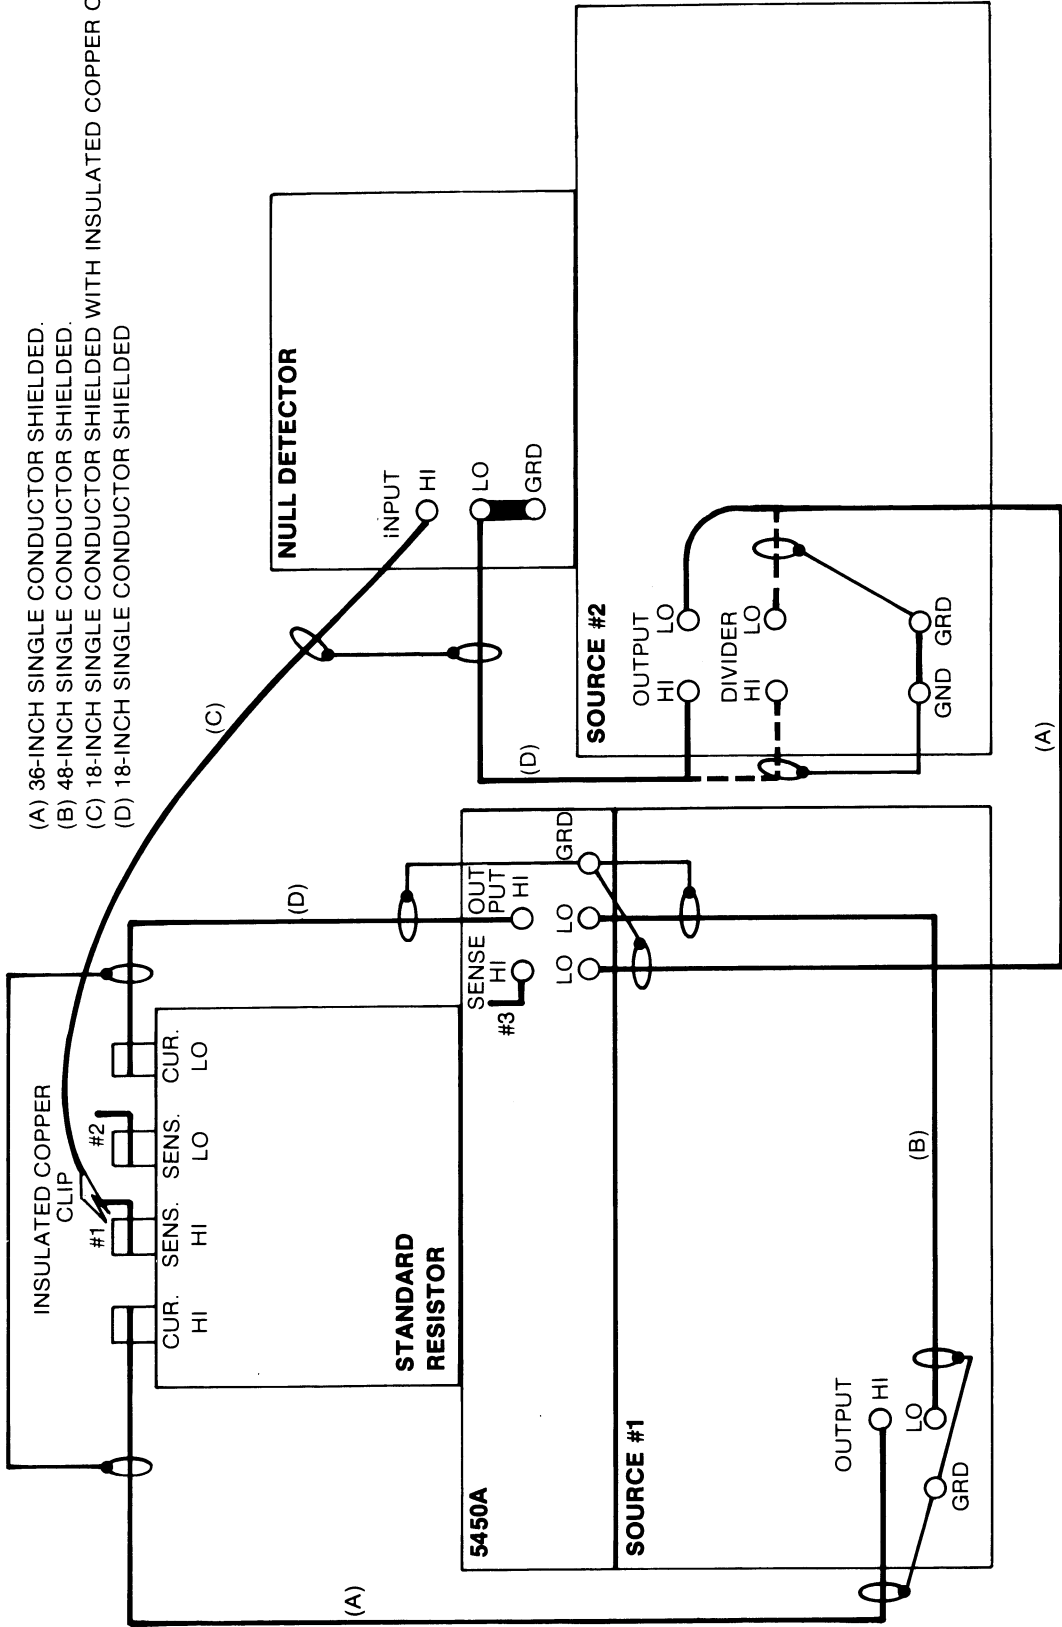 (A) 36-INCH SINGLE CONDUCTOR SHIELDED.
(B) 48-INCH SINGLE CONDUCTOR SHIELDED.
(C) 18-INCH SINGLE CONDUCTOR SHIELDED WITH INSULATED COPPER
(D) 18-INCH SINGLE CONDUCTOR SHIELDED
INSULATED COPPER
CLIP
#1
#2
(C)
(D)
(A)
CUR.
HI
SENS.
HI
SENS.
LO
CUR.
LO
STANDARD
RESISTOR
NULL DETECTOR
INPUT
HI
LO
GRD
(D)
5450A
#3
SENSE
HI
OUT
PUT
HI
LO
LO
GRD
SOURCE #1
OUTPUT
HI
LO
GRD
(B)
SOURCE #2
OUTPUT
HI
LO
DIVIDER
HI
LO
GND
GRD
(A)